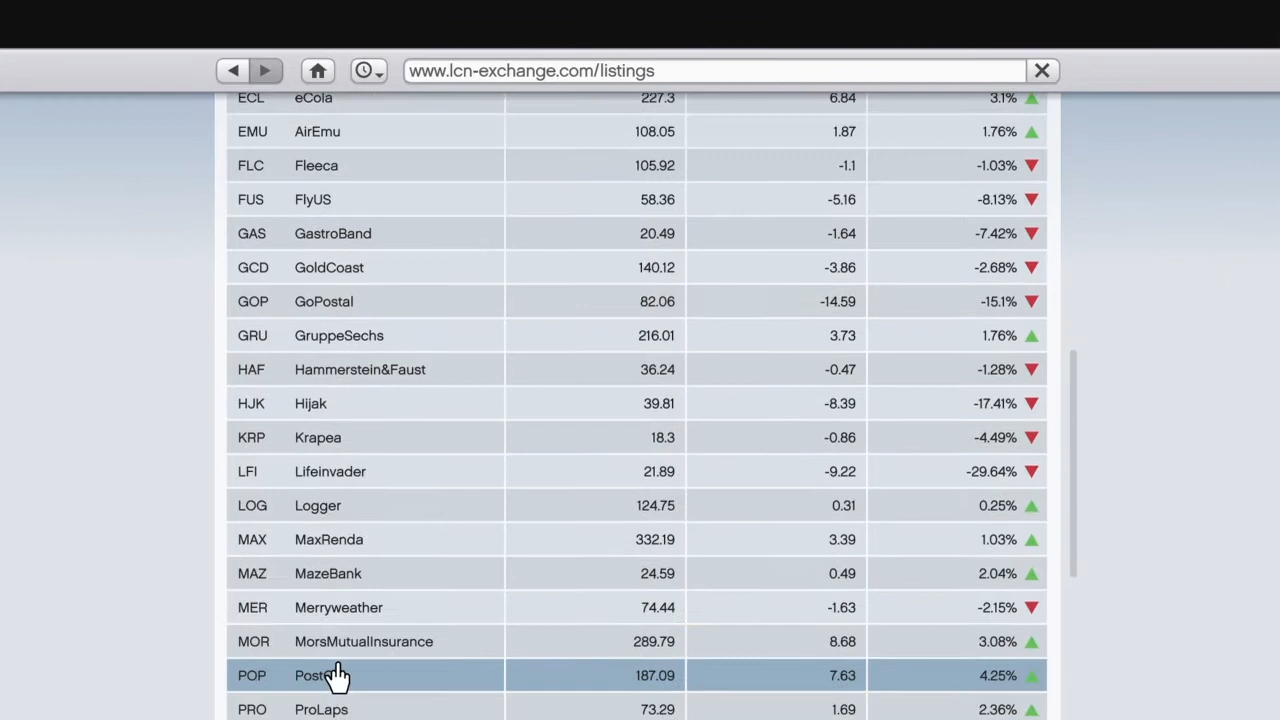 www.lcn-exchange.com/listings
ECL eCola 227.3 6.84 3.1%
EMU AirEmu 108.05 1.87 1.76%
FLC Fleeca 105.92 -1.1 -1.03%
FUS FlyUS 58.36 -5.16 -8.13%
GAS GastroBand 20.49 -1.64 -7.42%
GCD GoldCoast 140.12 -3.86 -2.68%
GOP GoPostal 82.06 -14.59 -15.1%
GRU GruppeSechs 216.01 3.73 1.76%
HAF Hammerstein&Faust 36.24 -0.47 -1.28%
HJK Hijak 39.81 -8.39 -17.41%
KRP Krapea 18.3 -0.86 -4.49%
LFI Lifeinvader 21.89 -9.22 -29.64%
LOG Logger 124.75 0.31 0.25%
MAX MaxRenda 332.19 3.39 1.03%
MAZ MazeBank 24.59 0.49 2.04%
MER Merryweather 74.44 -1.63 -2.15%
MOR MorsMutualInsurance 289.79 8.68 3.08%
POP 187.09 7.63 4.25%
PRO ProLaps 73.29 1.69 2.36%